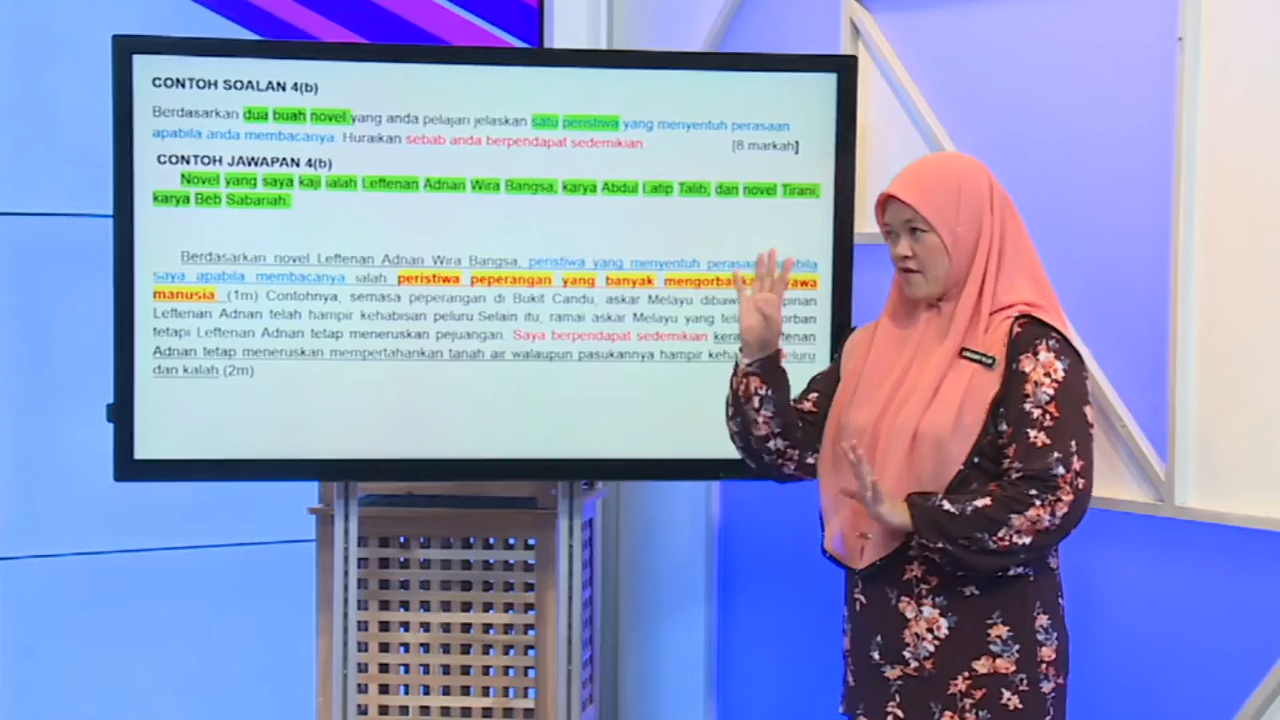 CONTOH SOALAN 4(b)
Berdasarkan dua buah novel yang anda pelajari jelaskan satu peristiwa yang menyentuh perasaan
apabila anda membacanya. Huraikan sebab anda berpendapat sedemikian. [8 markah]
CONTOH JAWAPAN 4(b)
Novel yang saya kaji ialah Leftenan Adnan Wira Bangsa, karya Abdul Latip Talib, dan novel Tirani,
karya Beb Sabariah.
Berdasarkan novel Leftenan Adnan Wira Bangsa, peristiwa yang menyentuh
saya apabila membacanya ialah peristiwa peperangan yang banyak
manusia (1m) Contohnya, semasa peperangan di Bukit Candu, askar Melayu
Leftenan Adnan telah hampir kehabisan peluru Selain itu, ramai askar Melayu yang
tetapi Leftenan Adnan tetap meneruskan pejuangan. Saya berpendapat sedemikian
Adnan tetap meneruskan mempertahankan tanah air walaupun pasukannya hampir
dan kalah (2m)